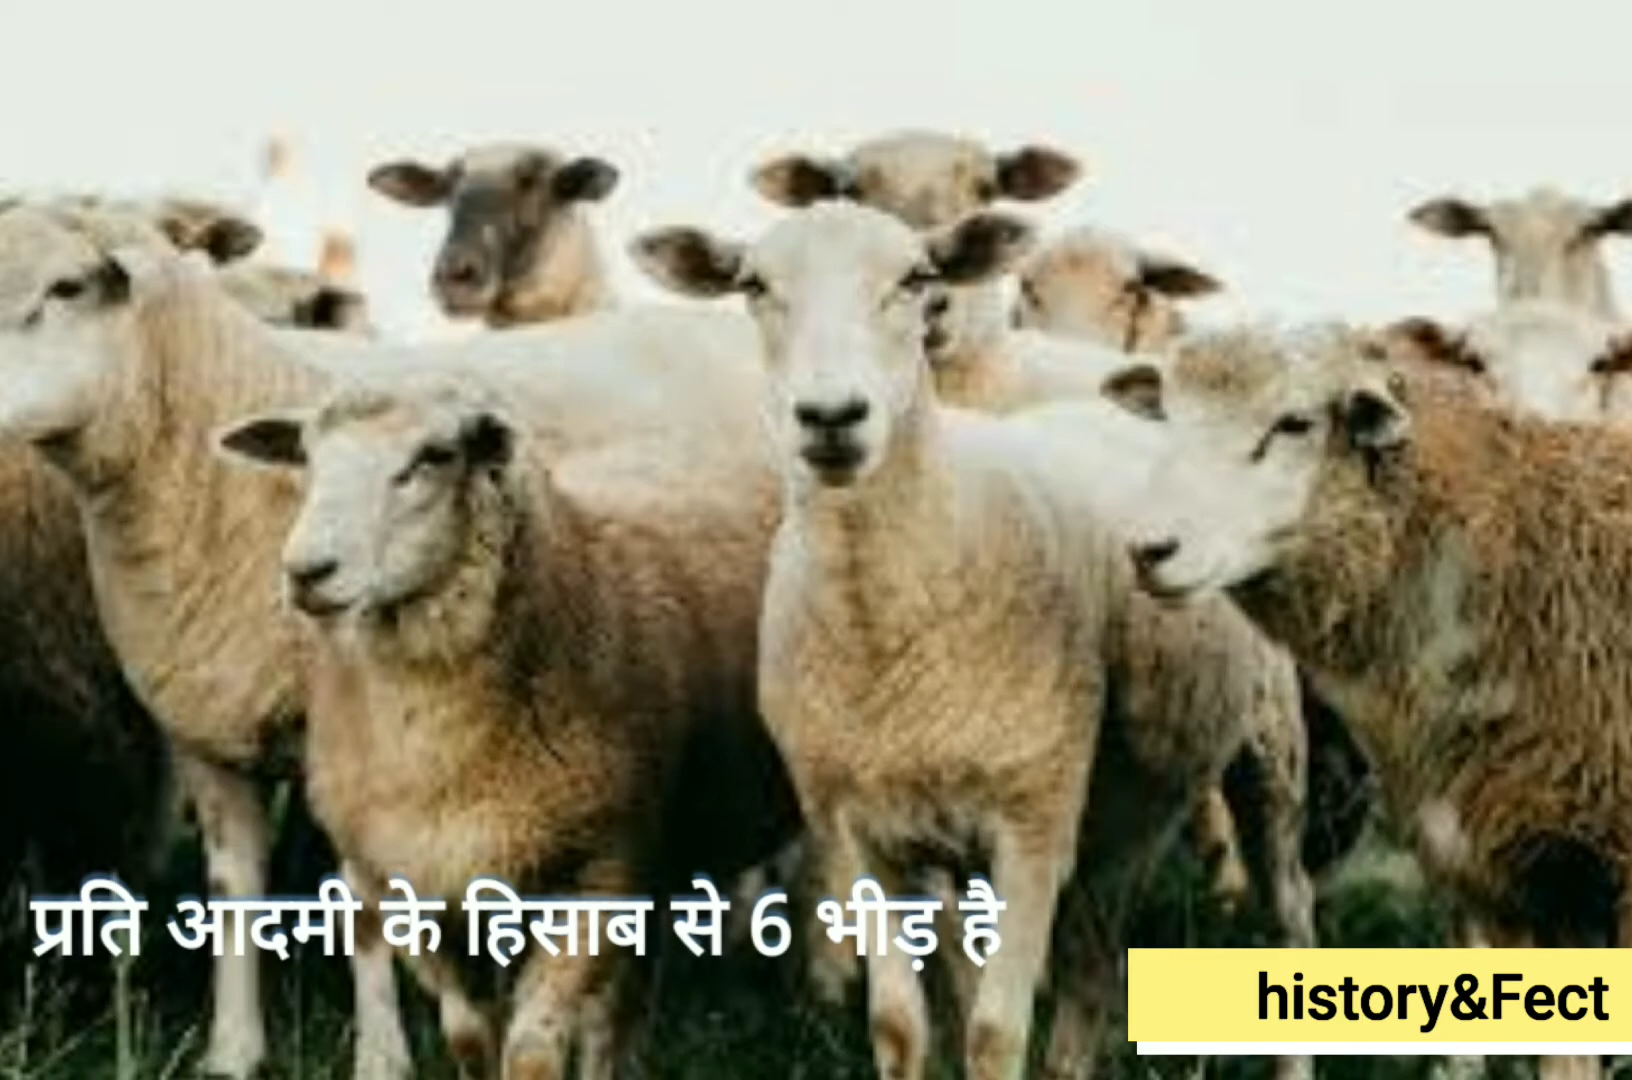 प्रति आदमी के हिसाब से 6 भीड़ है
history&Fect